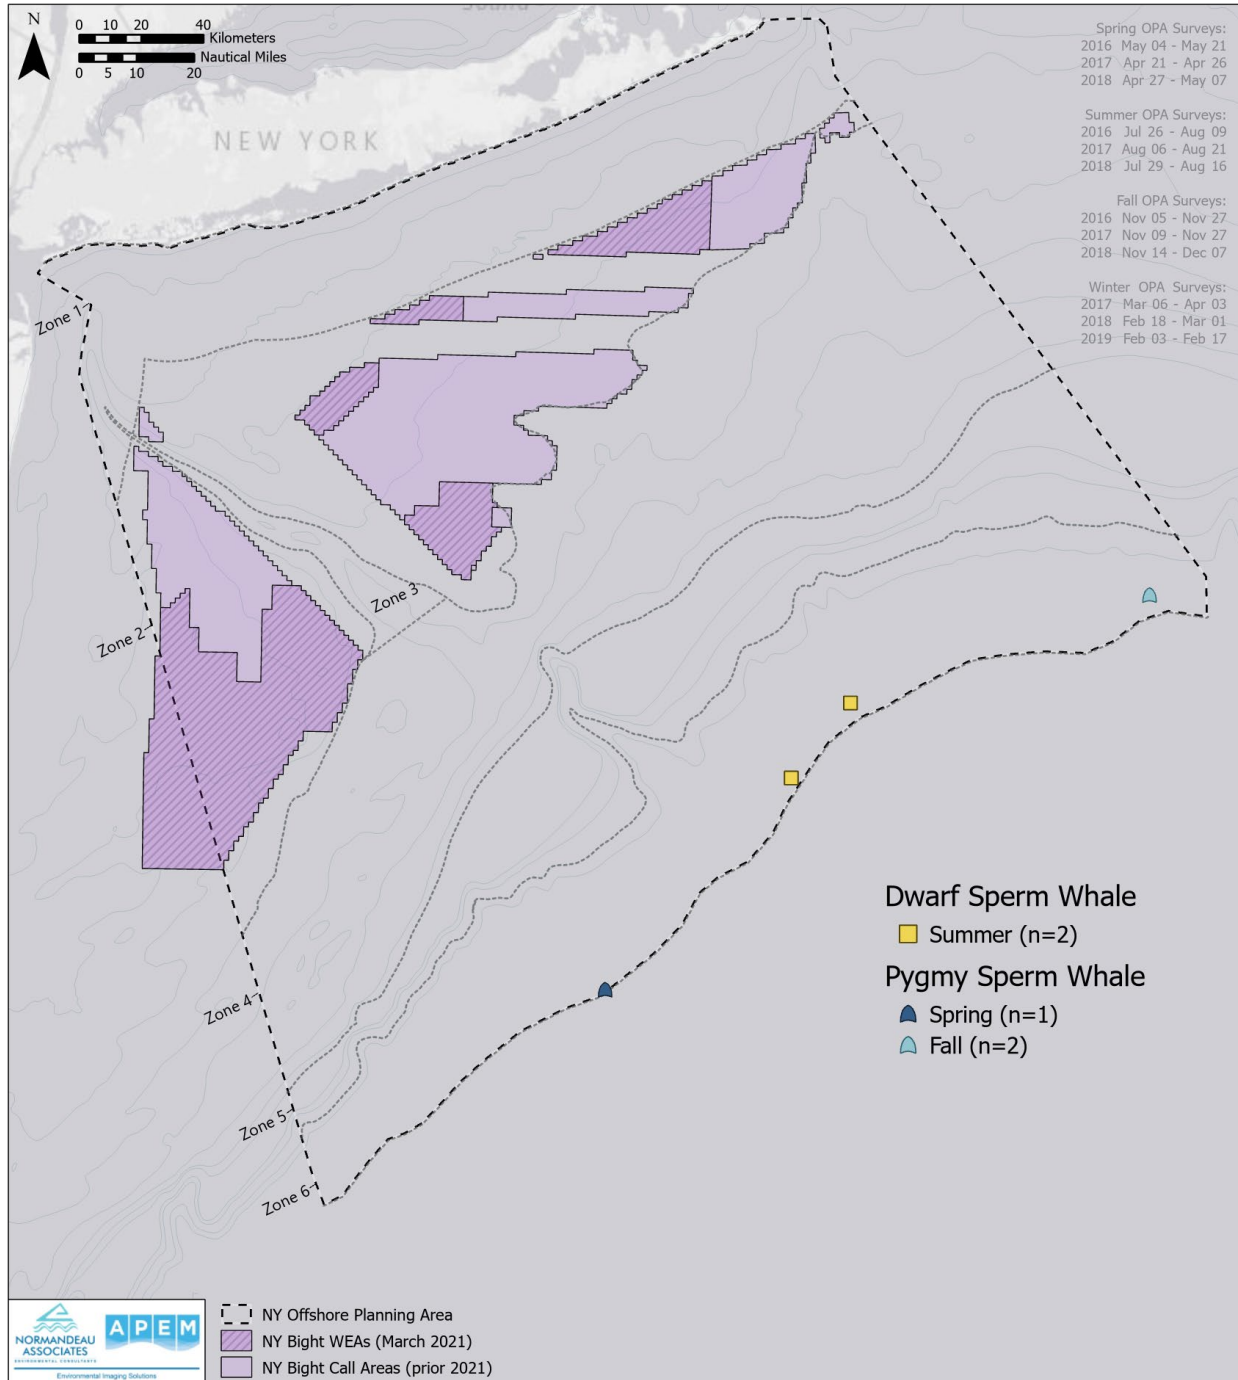 Sound
N
0 10 20 40
Kilometers
Nautical Miles
0 5 10 20
NEW YORK
Spring OPA Surveys:
2016 May 04 - May 21
2017 Apr 21 - Apr 26
2018 Apr 27 - May 07
Summer OPA Surveys:
2016 Jul 26 - Aug 09
2017 Aug 06 - Aug 21
2018 Jul 29 - Aug 16
Fall OPA Surveys:
2016 Nov 05 - Nov 27
2017 Nov 09 - Nov 27
2018 Nov 14 - Dec 07
Winter OPA Surveys:
2017 Mar 06 - Apr 03
2018 Feb 18 - Mar 01
2019 Feb 03 - Feb 17
Zone 1
Zone 2
Zone 3
Zone 4
Zone 5
Zone 6
Dwarf Sperm Whale
Summer (n=2)
Pygmy Sperm Whale
Spring (n=1)
Fall (n=2)
NORMANDEAU
ASSOCIATES
ENVIRONMENTAL CONSULTANTS
APEM
Environmental Imaging Solutions
NY Offshore Planning Area
NY Bight WEAs (March 2021)
NY Bight Call Areas (prior 2021)